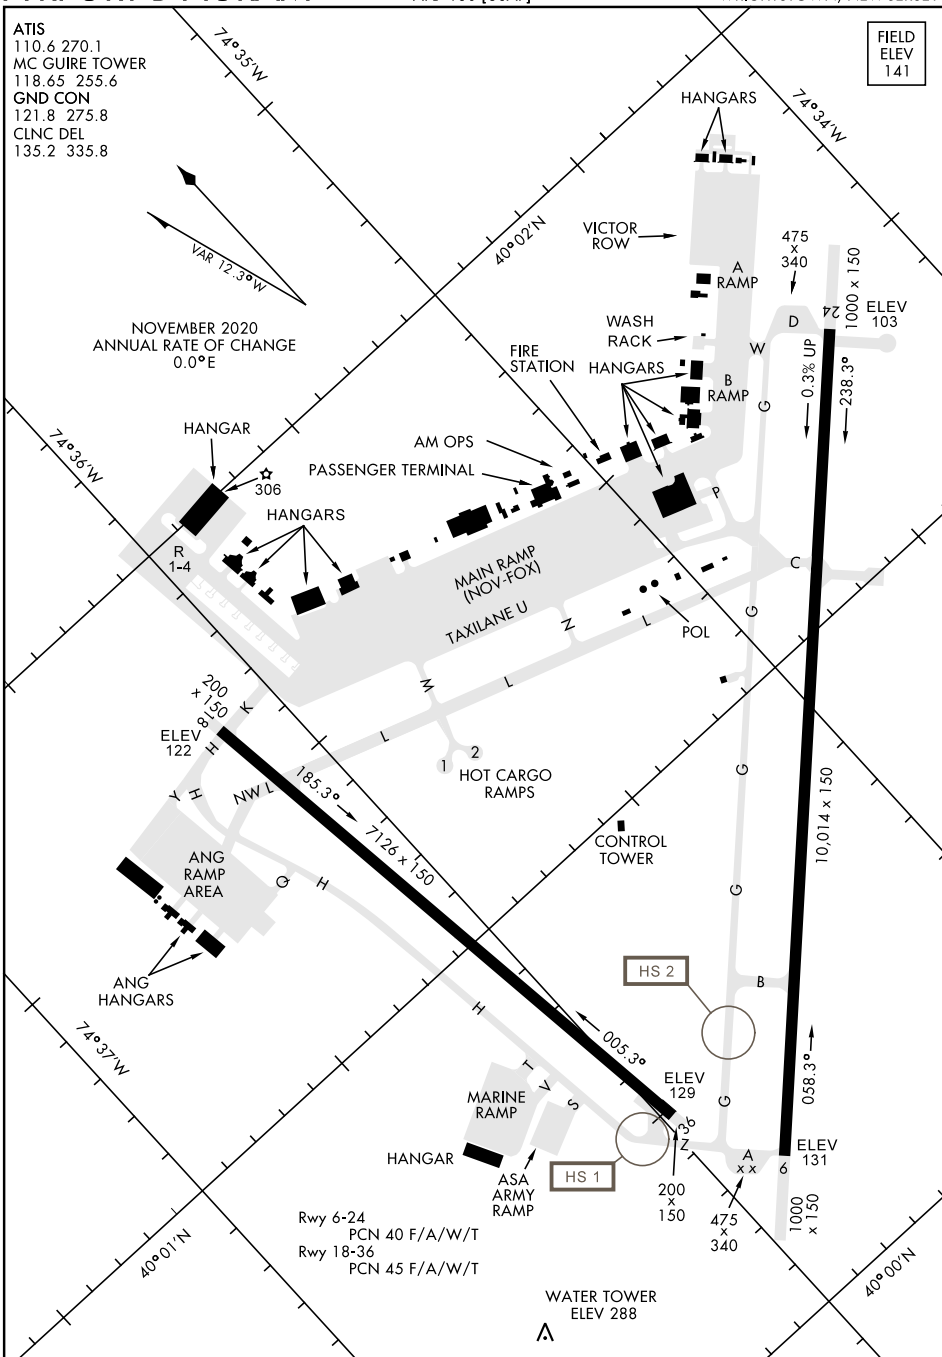 ATIS
110.6 270.1
MC GUIRE TOWER
118.65 255.6
GND CON
121.8 275.8
CLNC DEL
135.2 335.8
74°35'W
FIELD
ELEV
141
HANGARS
74°34'W
VAR 12.3°W
40°02'N
VICTOR
ROW
475
x
340
A
RAMP
1000 x 150
D
24
ELEV
103
NOVEMBER 2020
ANNUAL RATE OF CHANGE
0.0°E
WASH
RACK
W
FIRE
STATION
HANGARS
B
RAMP
G
0.3% UP
238.3°
74°36'W
HANGAR
AM OPS
PASSENGER TERMINAL
306
HANGARS
P
R
1-4
MAIN RAMP
(NOV-FOX)
TAXILANE U
C
N
L
POL
G
G
200
x 150
18
K
M
L
ELEV
122
H
L
1
2
HOT CARGO
RAMPS
185.3°
7126 x 150
Y
H
NW L
G
10,014 x 150
CONTROL
TOWER
ANG
RAMP
AREA
Q
H
G
ANG
HANGARS
HS 2
B
74°37'W
H
005.3°
058.3°
T
V
S
MARINE
RAMP
ELEV
129
36
G
Z
HANGAR
ASA
ARMY
RAMP
HS 1
200
x
150
A
x x
6
ELEV
131
475
x
340
1000
x 150
Rwy 6-24
PCN 40 F/A/W/T
Rwy 18-36
PCN 45 F/A/W/T
40°01'N
40°00'N
WATER TOWER
ELEV 288